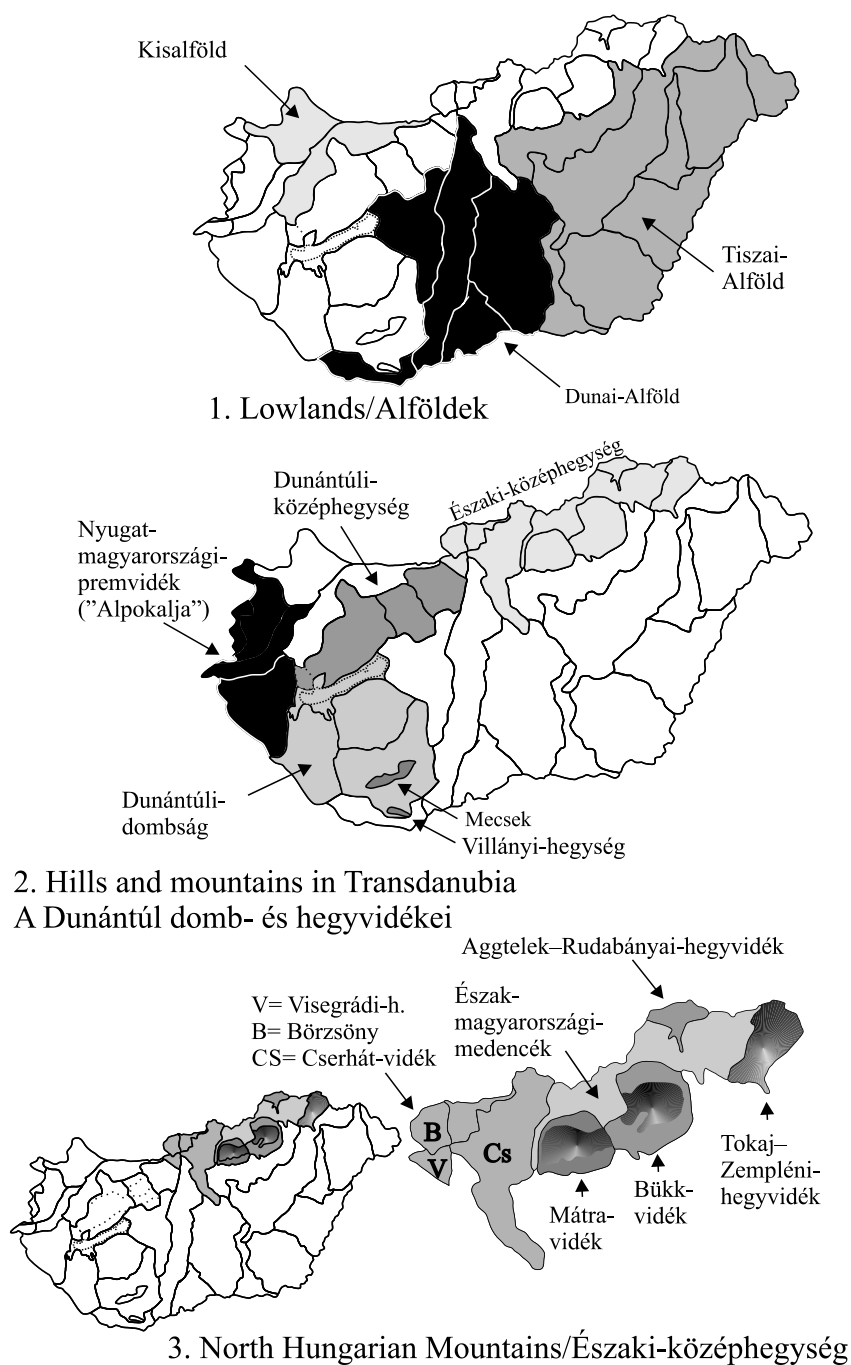 Kisalföld
Tiszai-
Alföld
Dunai-Alföld
1. Lowlands/Alföldek
Dunántúli-
középhegység
Északi-középhegység
Nyugat-
magyarországi-
premvidék
(”Alpokalja”)
Dunántúli-
dombság
Mecsek
Villányi-hegység
2. Hills and mountains in Transdanubia
A Dunántúl domb- és hegyvidékei
Aggtelek–Rudabányai-hegyvidék
V= Visegrádi-h.
B= Börzsöny
CS= Cserhát-vidék
Észak-
magyarországi-
medencék
B
V
Cs
Mátra-
vidék
Bükk-
vidék
Tokaj–
Zempléni-
hegyvidék
3. North Hungarian Mountains/Északi-középhegység